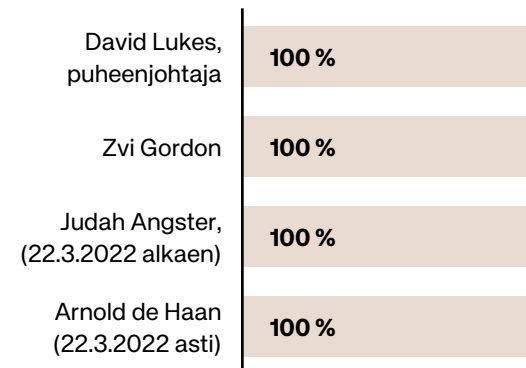 David Lukes,
puheenjohtaja
100 %
Zvi Gordon
100 %
Judah Angster,
(22.3.2022 alkaen)
100 %
Arnold de Haan
(22.3.2022 asti)
100 %